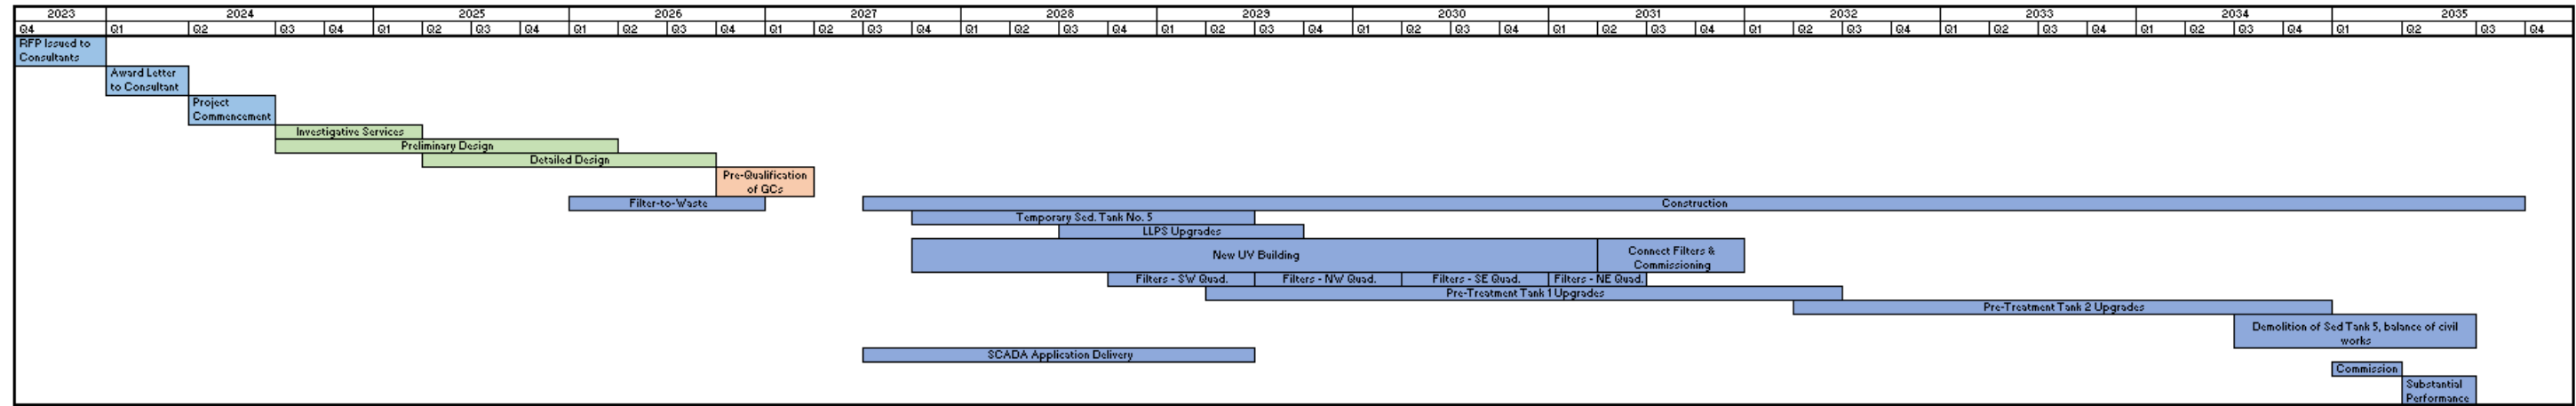 2023 2024 2025 2026 2027 2028 2029 2030 2031 2032 2033 2034 2035
Q4 Q1 Q2 Q3 Q4 Q1 Q2 Q3 Q4 Q1 Q2 Q3 Q4 Q1 Q2 Q3 Q4 Q1 Q2 Q3 Q4 Q1 Q2 Q3 Q4 Q1 Q2 Q3 Q4 Q1 Q2 Q3 Q4 Q1 Q2 Q3 Q4 Q1 Q2 Q3 Q4 Q1 Q2 Q3 Q4 Q1 Q2 Q3 Q4
RFP Issued to
Consultants
Award Letter
to Consultant
Project
Commencement
Investigative Services
Preliminary Design
Detailed Design
Pre-Qualification
of GCs
Filter-to-Waste
Construction
Temporary Sed. Tank No. 5
LLPS Upgrades
New UV Building
Connect Filters &
Commissioning
Filters - SW Quad.
Filters - NW Quad.
Filters - SE Quad.
Filters - NE Quad.
Pre-Treatment Tank 1 Upgrades
Pre-Treatment Tank 2 Upgrades
Demolition of Sed Tank 5, balance of civil
works
SCADA Application Delivery
Commission
Substantial
Performance